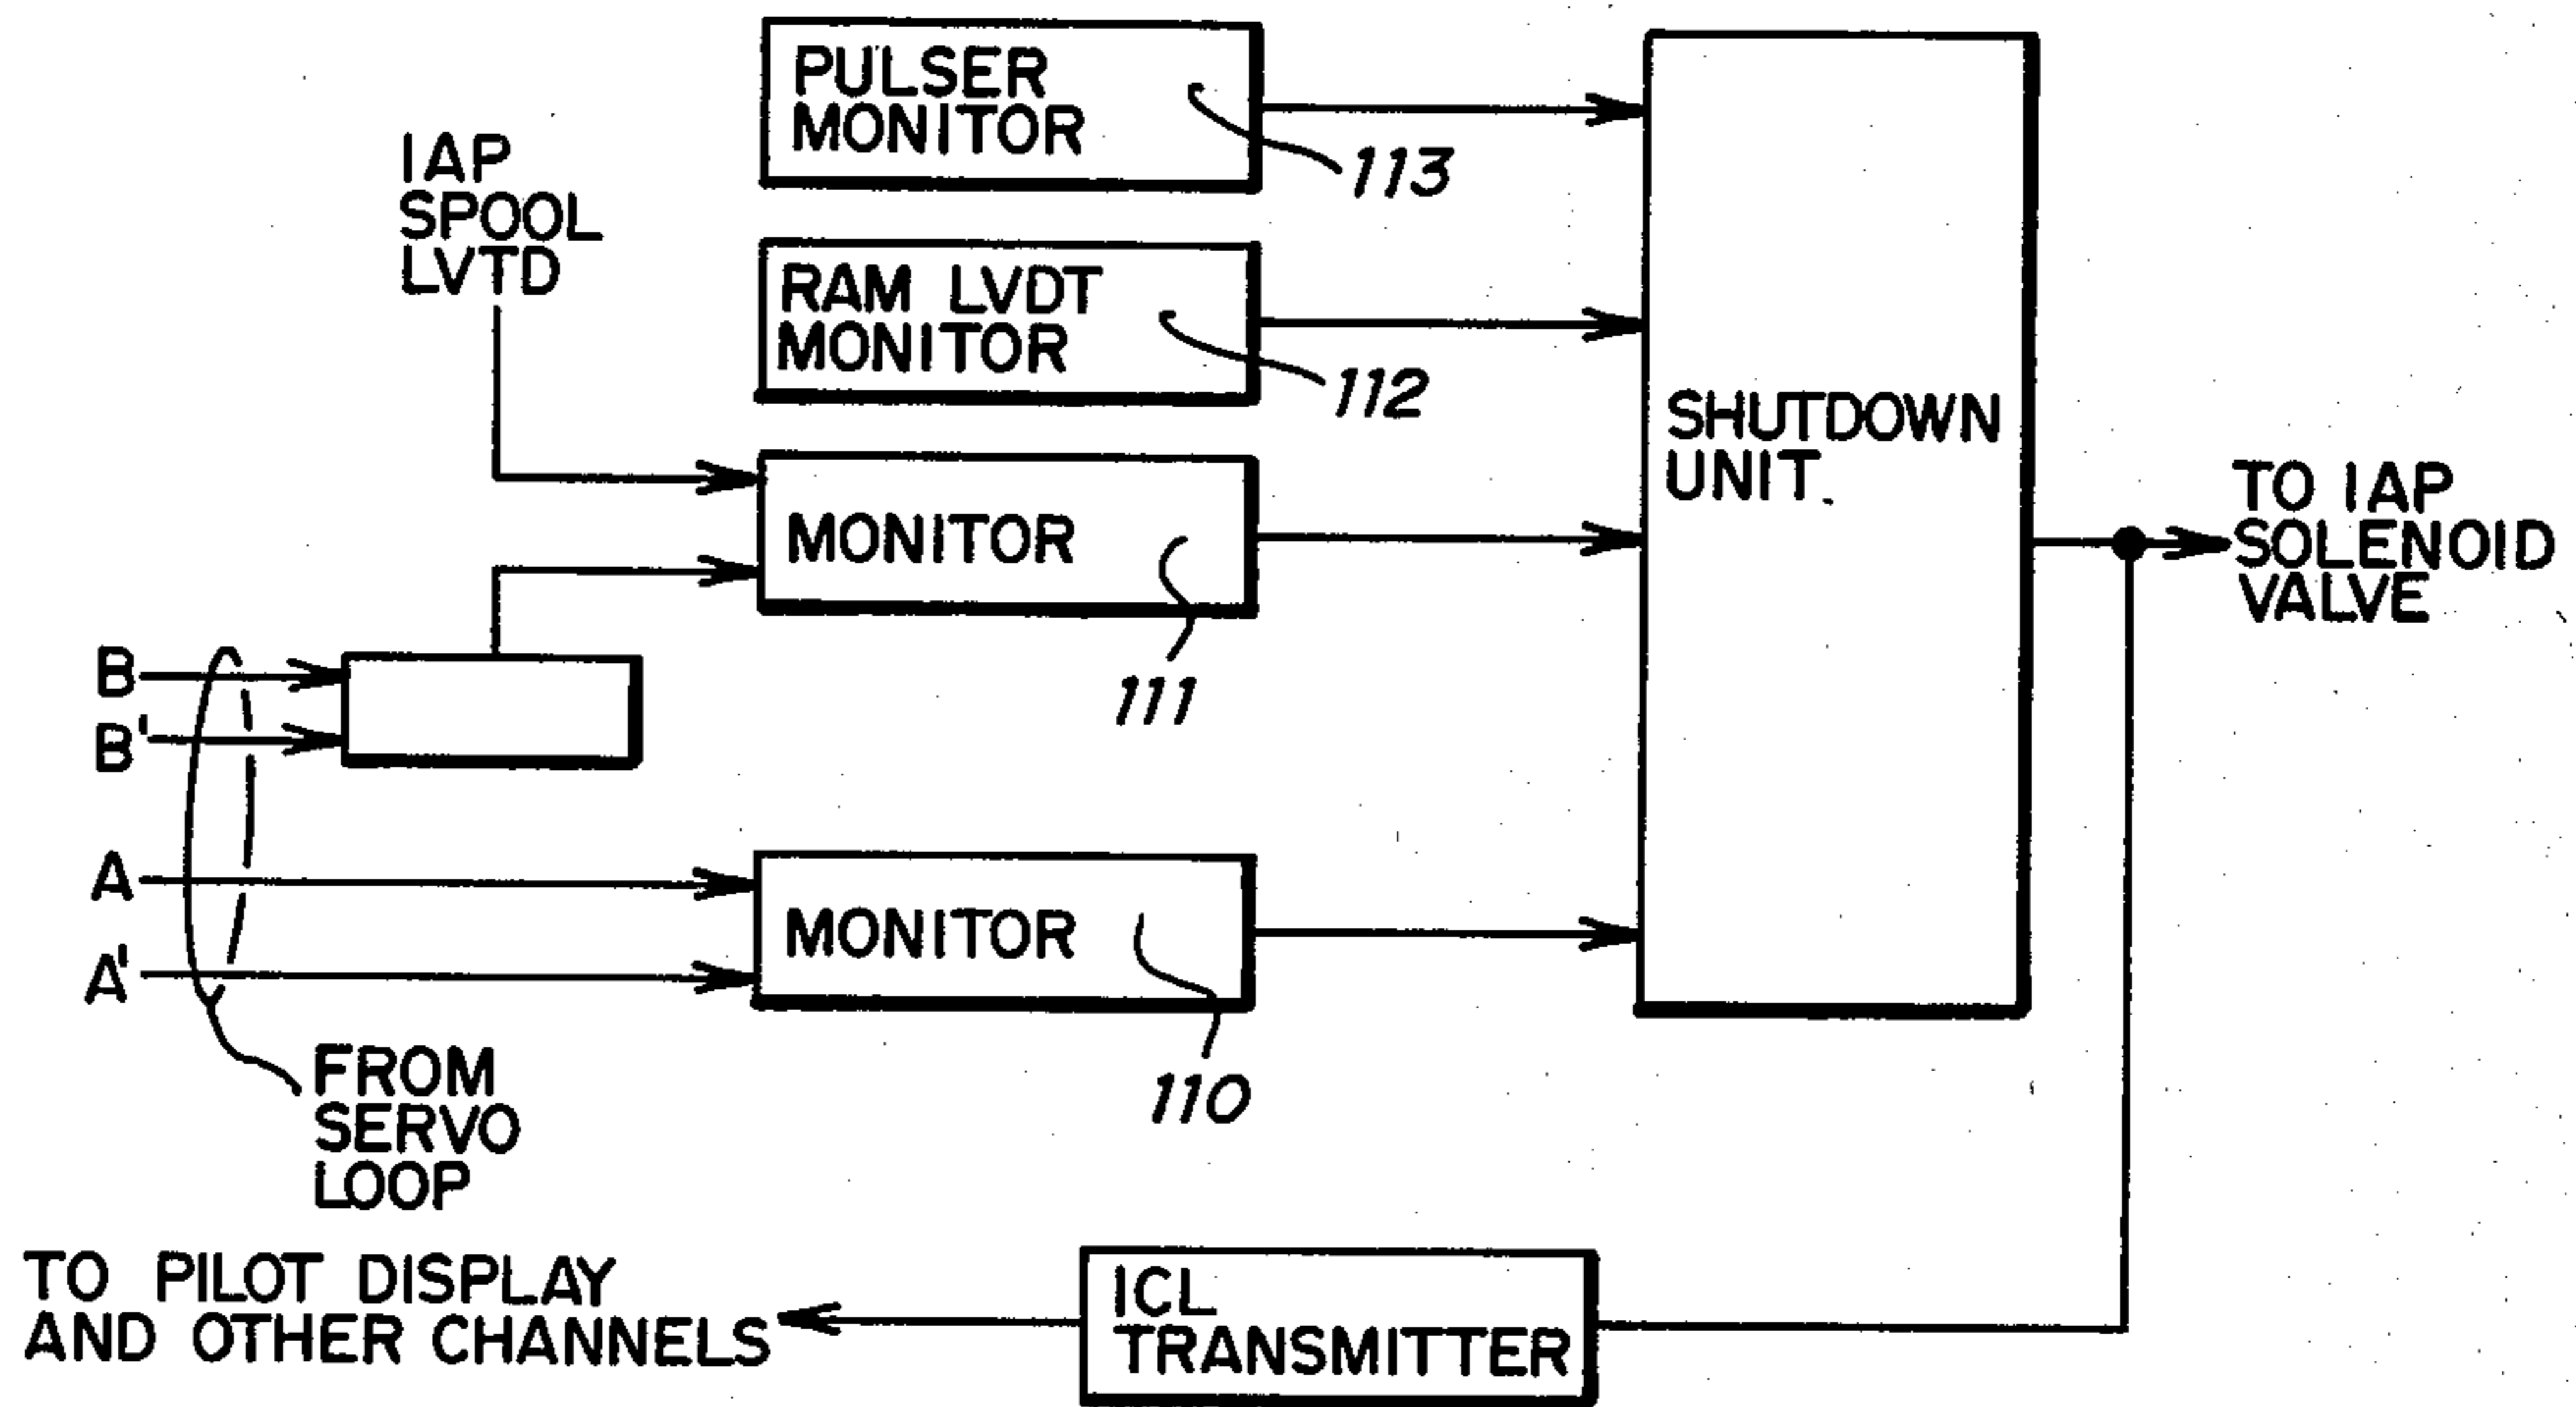 PULSER
MONITOR
113
IAP
SPOOL
LVTD
RAM LVDT
MONITOR
112
SHUTDOWN
UNIT
MONITOR
111
TO IAP
SOLENOID
VALVE
B
B'
A
A'
MONITOR
110
FROM
SERVO
LOOP
TO PILOT DISPLAY
AND OTHER CHANNELS
ICL
TRANSMITTER